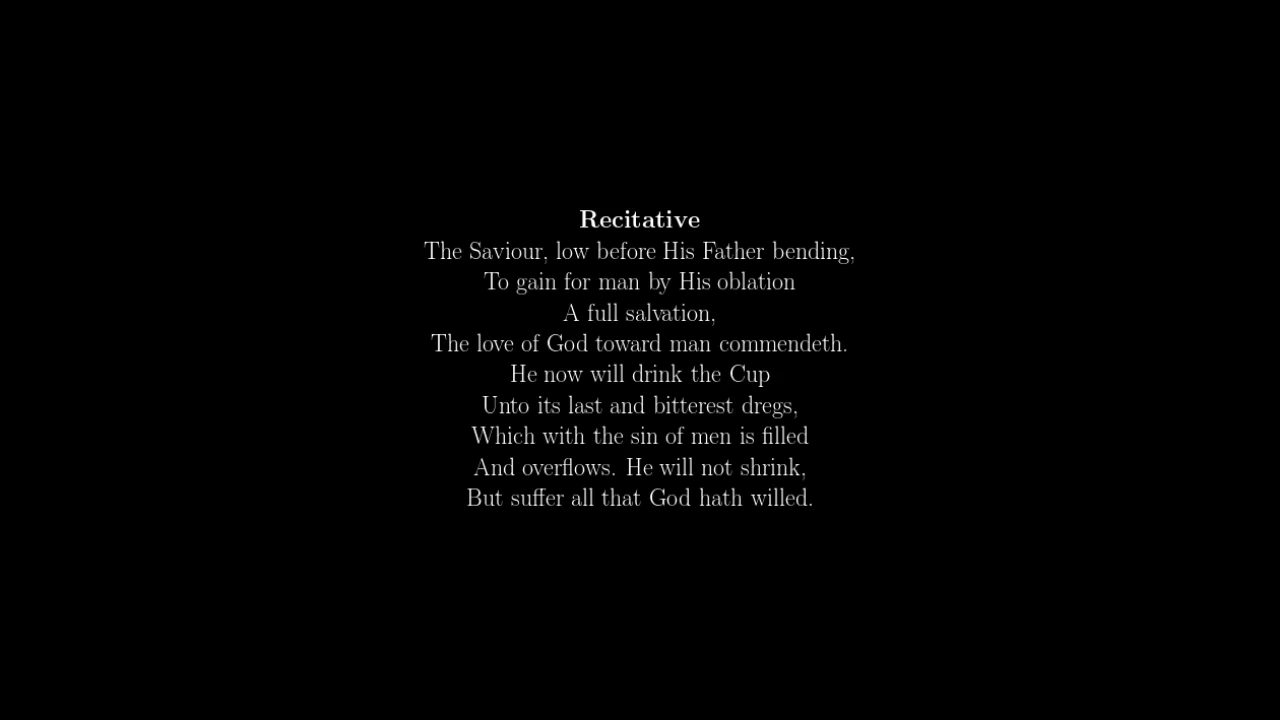 Recitative
The Saviour, low before His Father bending,
To gain for man by His oblation
A full salvation,
The love of God toward man commendeth.
He now will drink the Cup
Unto its last and bitterest dregs,
Which with the sin of men is filled
And overflows. He will not shrink,
But suffer all that God hath willed.